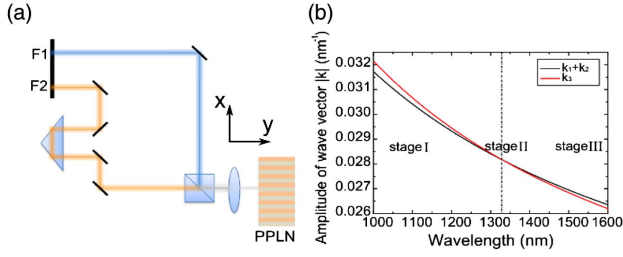 (a)
F1
F2
x
y
PPLN
(b)
Amplitude of wave vector |k| (nm⁻¹)
0.032
0.031
0.030
0.029
0.028
0.027
0.026
k₁+k₂
k₃
stage I
stage II
stage III
1000 1100 1200 1300 1400 1500 1600
Wavelength (nm)